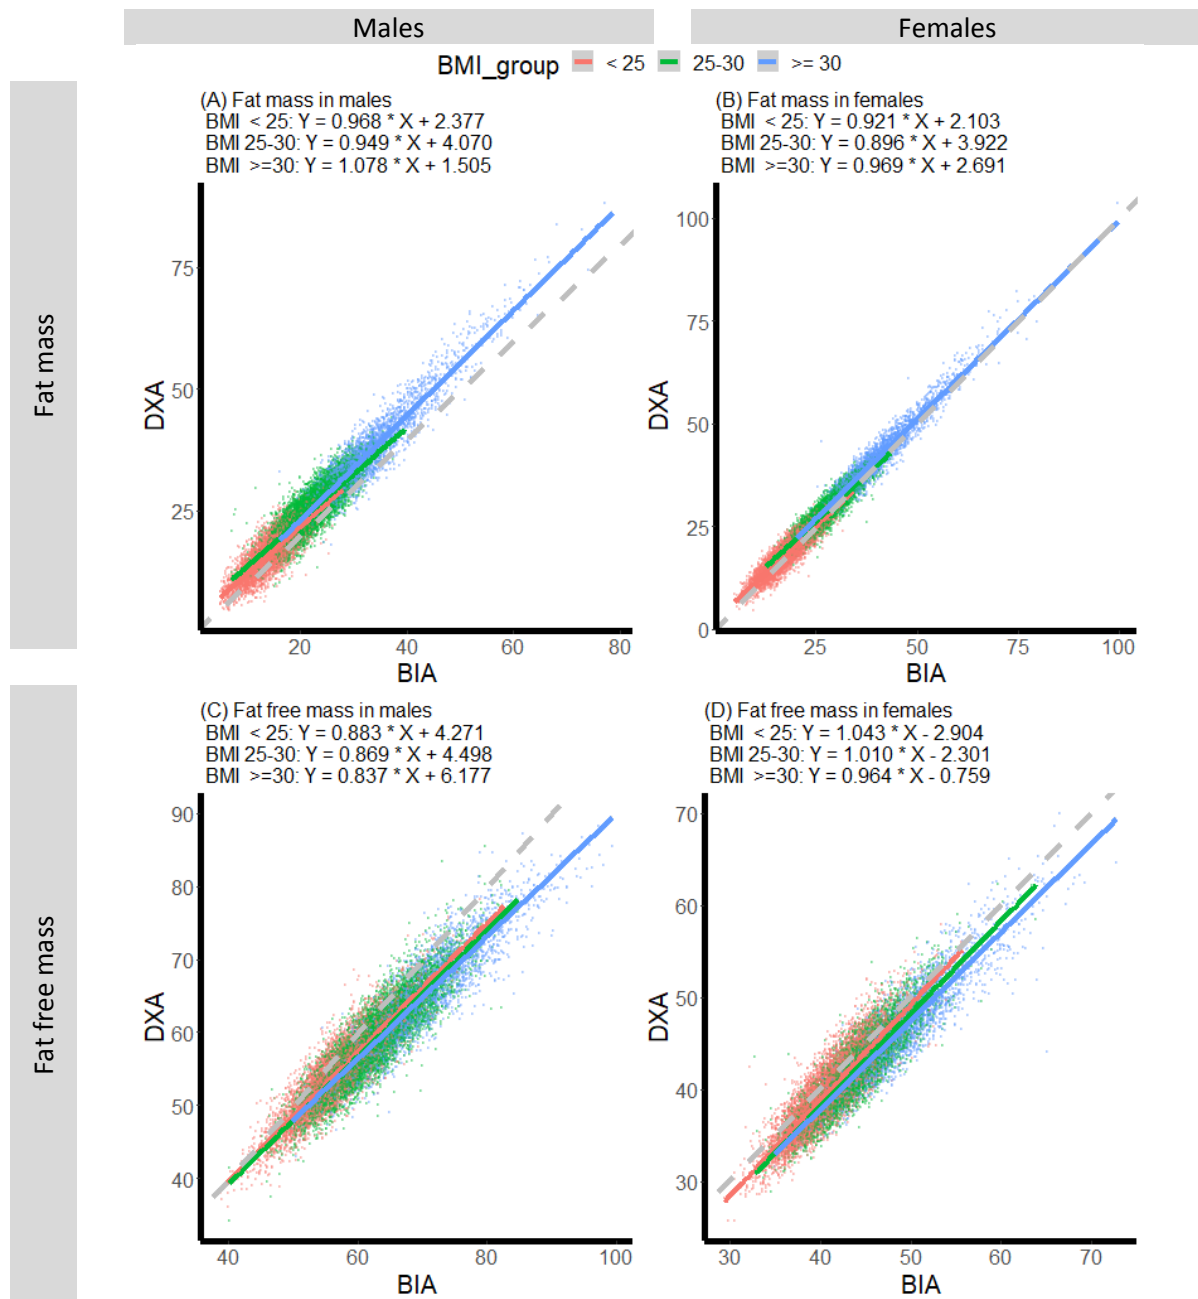 Males
Females
BMI_group < 25 25-30 >= 30
Fat mass
(A) Fat mass in males
BMI < 25: Y = 0.968 * X + 2.377
BMI 25-30: Y = 0.949 * X + 4.070
BMI >=30: Y = 1.078 * X + 1.505
75
50
25
DXA
20 40 60 80
BIA
(B) Fat mass in females
BMI < 25: Y = 0.921 * X + 2.103
BMI 25-30: Y = 0.896 * X + 3.922
BMI >=30: Y = 0.969 * X + 2.691
100
75
50
25
0
DXA
25 50 75 100
BIA
Fat free mass
(C) Fat free mass in males
BMI < 25: Y = 0.883 * X + 4.271
BMI 25-30: Y = 0.869 * X + 4.498
BMI >=30: Y = 0.837 * X + 6.177
90
80
70
60
50
40
DXA
40 60 80 100
BIA
(D) Fat free mass in females
BMI < 25: Y = 1.043 * X - 2.904
BMI 25-30: Y = 1.010 * X - 2.301
BMI >=30: Y = 0.964 * X - 0.759
70
60
50
40
30
DXA
30 40 50 60 70
BIA